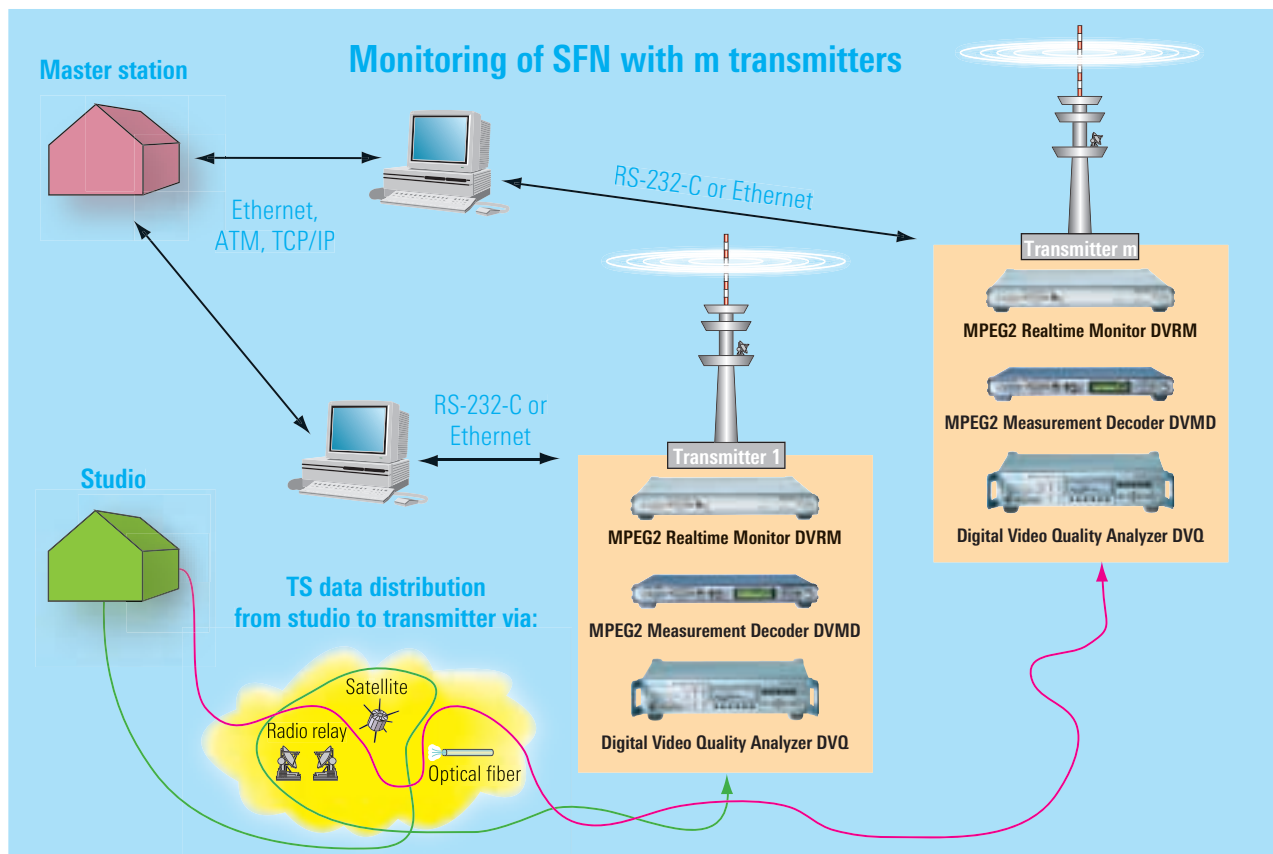 Monitoring of SFN with m transmitters
Master station
Ethernet,
ATM, TCP/IP
RS-232-C or Ethernet
Transmitter m
MPEG2 Realtime Monitor DVRM
MPEG2 Measurement Decoder DVMD
Digital Video Quality Analyzer DVQ
RS-232-C or
Ethernet
Transmitter 1
MPEG2 Realtime Monitor DVRM
MPEG2 Measurement Decoder DVMD
Digital Video Quality Analyzer DVQ
Studio
TS data distribution
from studio to transmitter via:
Satellite
Radio relay
Optical fiber